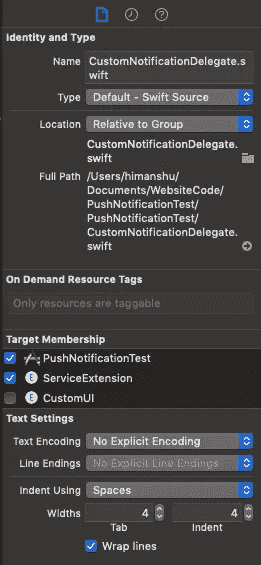 Identity and Type
Name CustomNotificationDelegate.s
wift
Type Default - Swift Source
Location Relative to Group
CustomNotificationDelegate.
swift
Full Path /Users/himanshu/
Documents/WebsiteCode/
PushNotificationTest/
PushNotificationTest/
CustomNotificationDelegate.
swift
On Demand Resource Tags
Only resources are taggable
Target Membership
PushNotificationTest
E ServiceExtension
E CustomUI
Text Settings
Text Encoding No Explicit Encoding
Line Endings No Explicit Line Endings
Indent Using Spaces
Widths 4 4
Tab Indent
Wrap lines